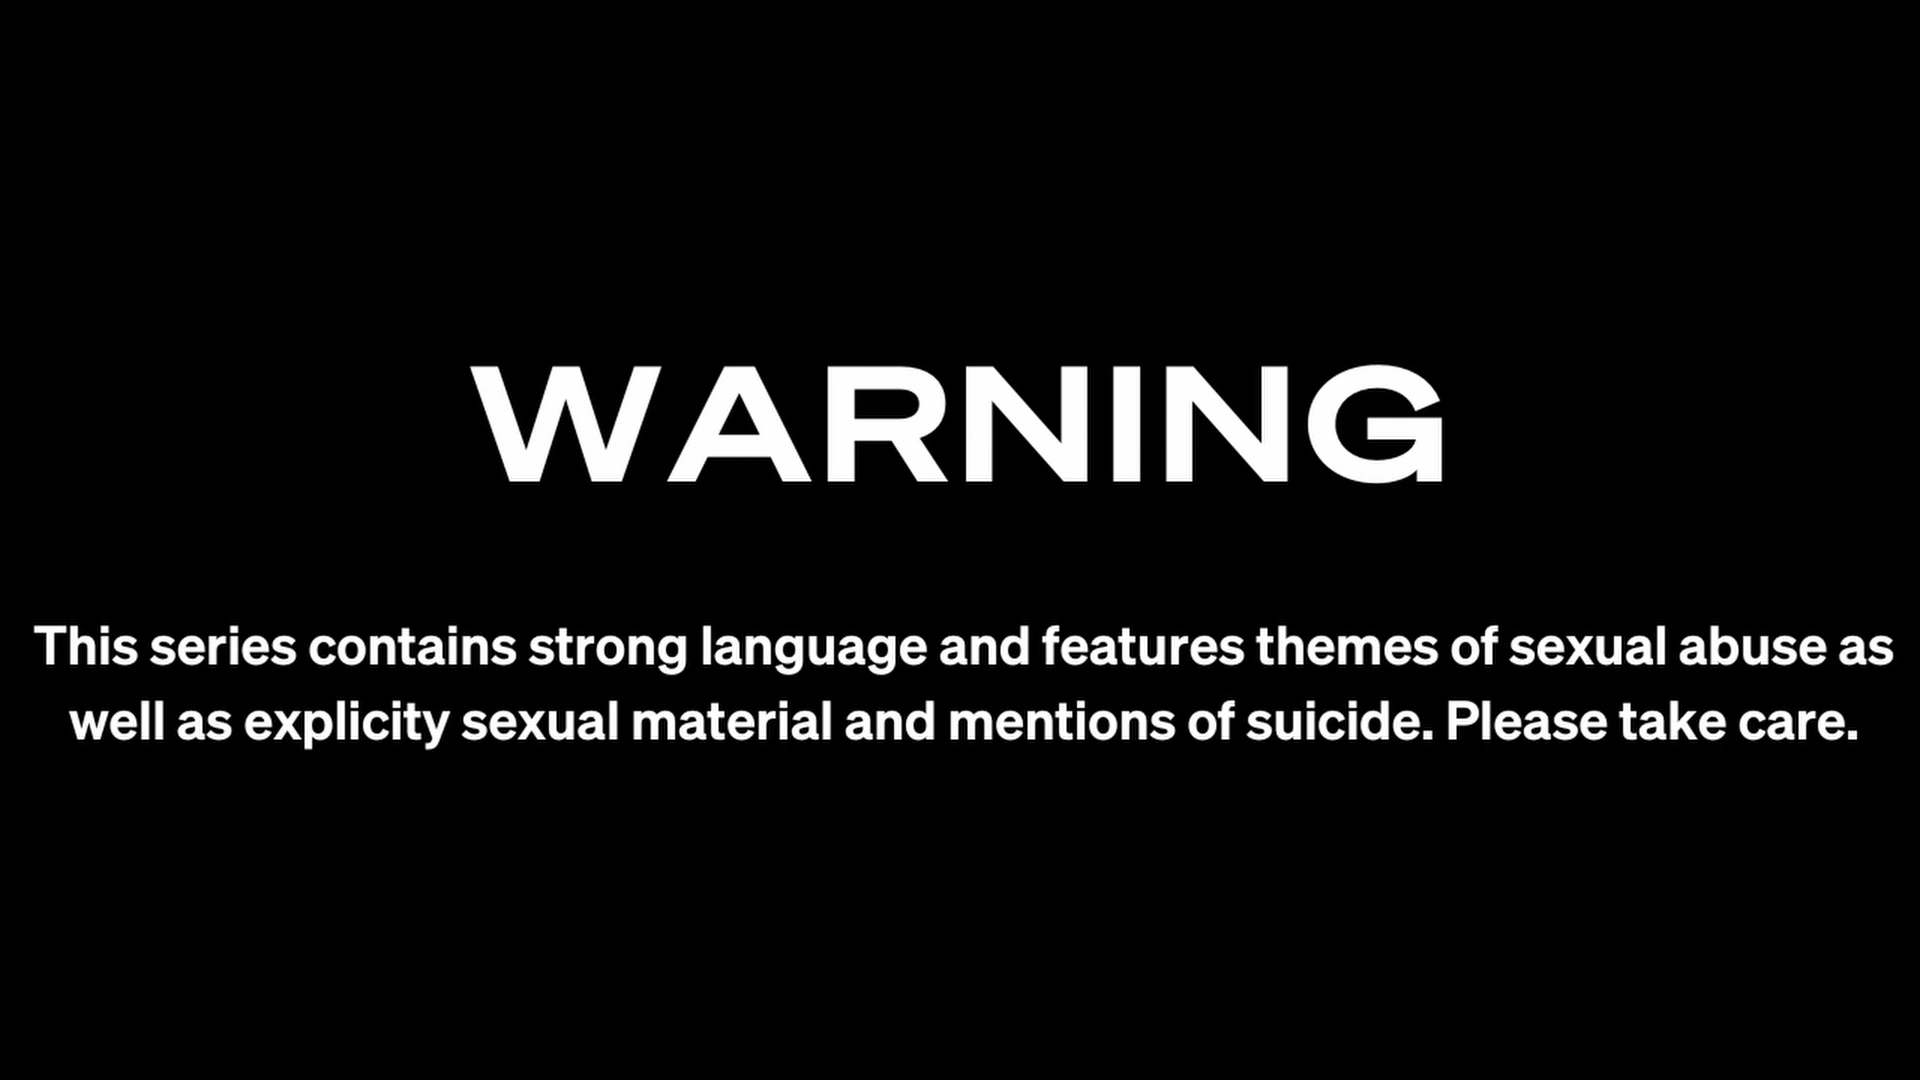 WARNING
This series contains strong language and features themes of sexual abuse as
well as explicity sexual material and mentions of suicide. Please take care.